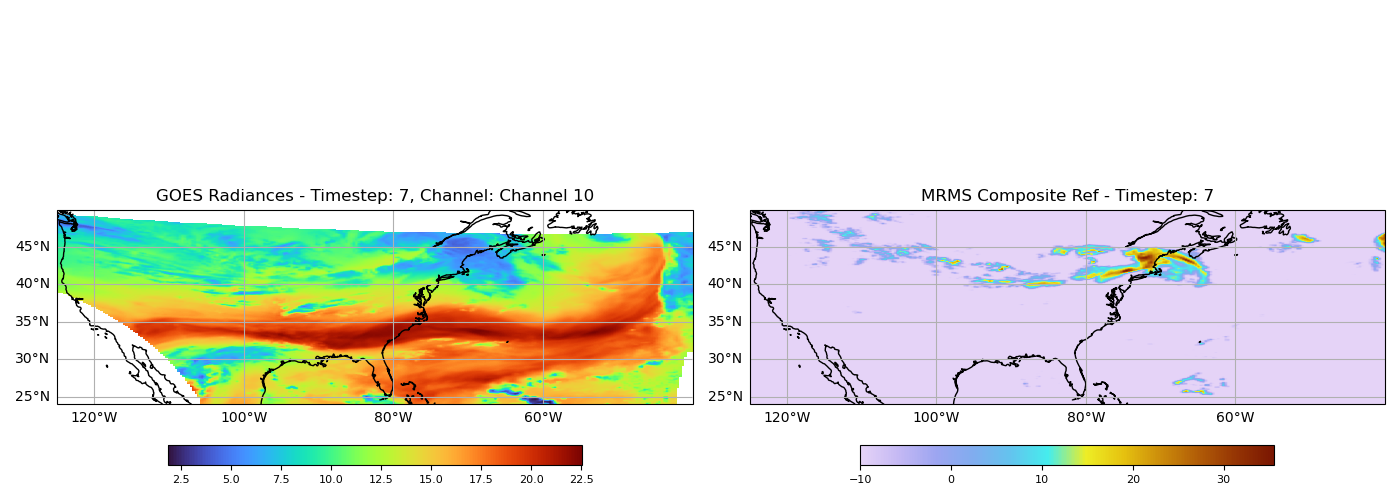 GOES Radiances - Timestep: 7, Channel: Channel 10
45°N
40°N
35°N
30°N
25°N
120°W 100°W 80°W 60°W
2.5 5.0 7.5 10.0 12.5 15.0 17.5 20.0 22.5
MRMS Composite Ref - Timestep: 7
45°N
40°N
35°N
30°N
25°N
120°W 100°W 80°W 60°W
−10 0 10 20 30